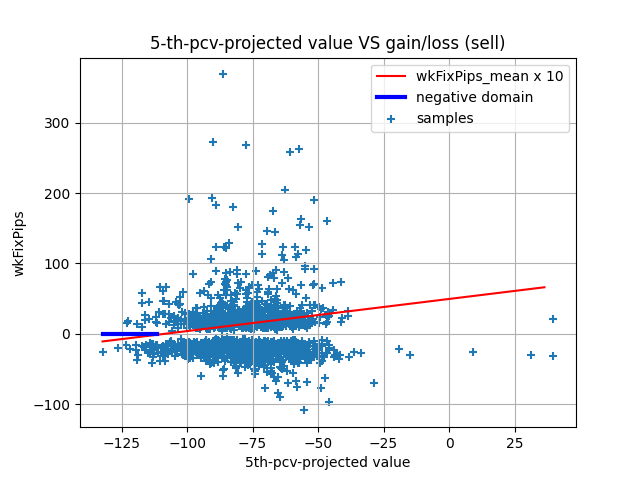 5-th-pcv-projected value VS gain/loss (sell)
wkFixPips_mean x 10
negative domain
samples
300
200
100
0
−100
wkFixPips
−125 −100 −75 −50 −25 0 25
5th-pcv-projected value